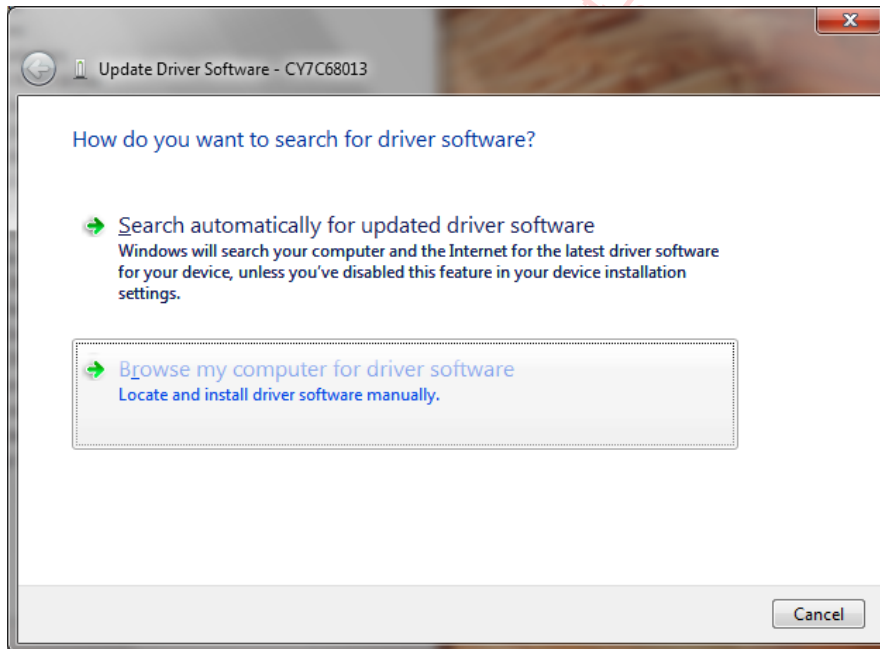 Update Driver Software - CY7C68013
How do you want to search for driver software?
Search automatically for updated driver software
Windows will search your computer and the Internet for the latest driver software
for your device, unless you've disabled this feature in your device installation
settings.
Browse my computer for driver software
Locate and install driver software manually.
Cancel